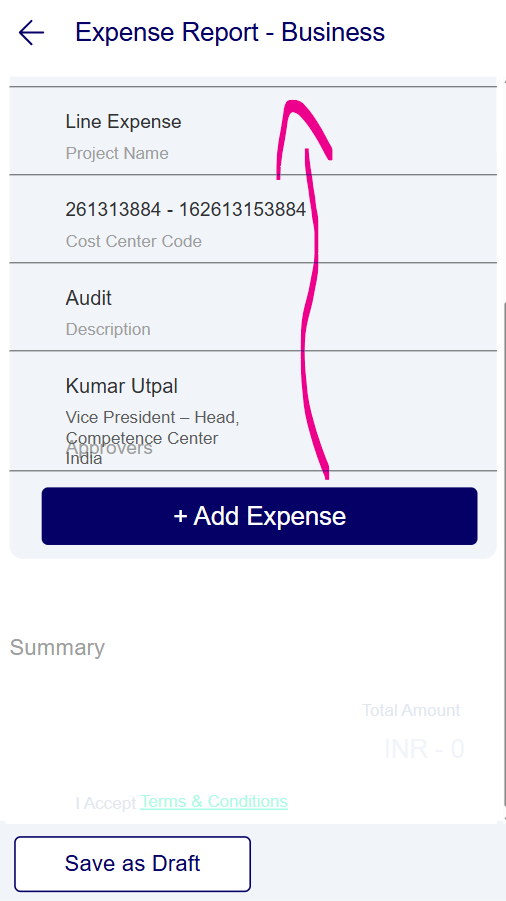 Expense Report - Business
Line Expense
Project Name
261313884 - 162613153884
Cost Center Code
Audit
Description
Kumar Utpal
Vice President – Head,
Competence Center
Approvers
India
+ Add Expense
Summary
Total Amount
INR - 0
I Accept Terms & Conditions
Save as Draft